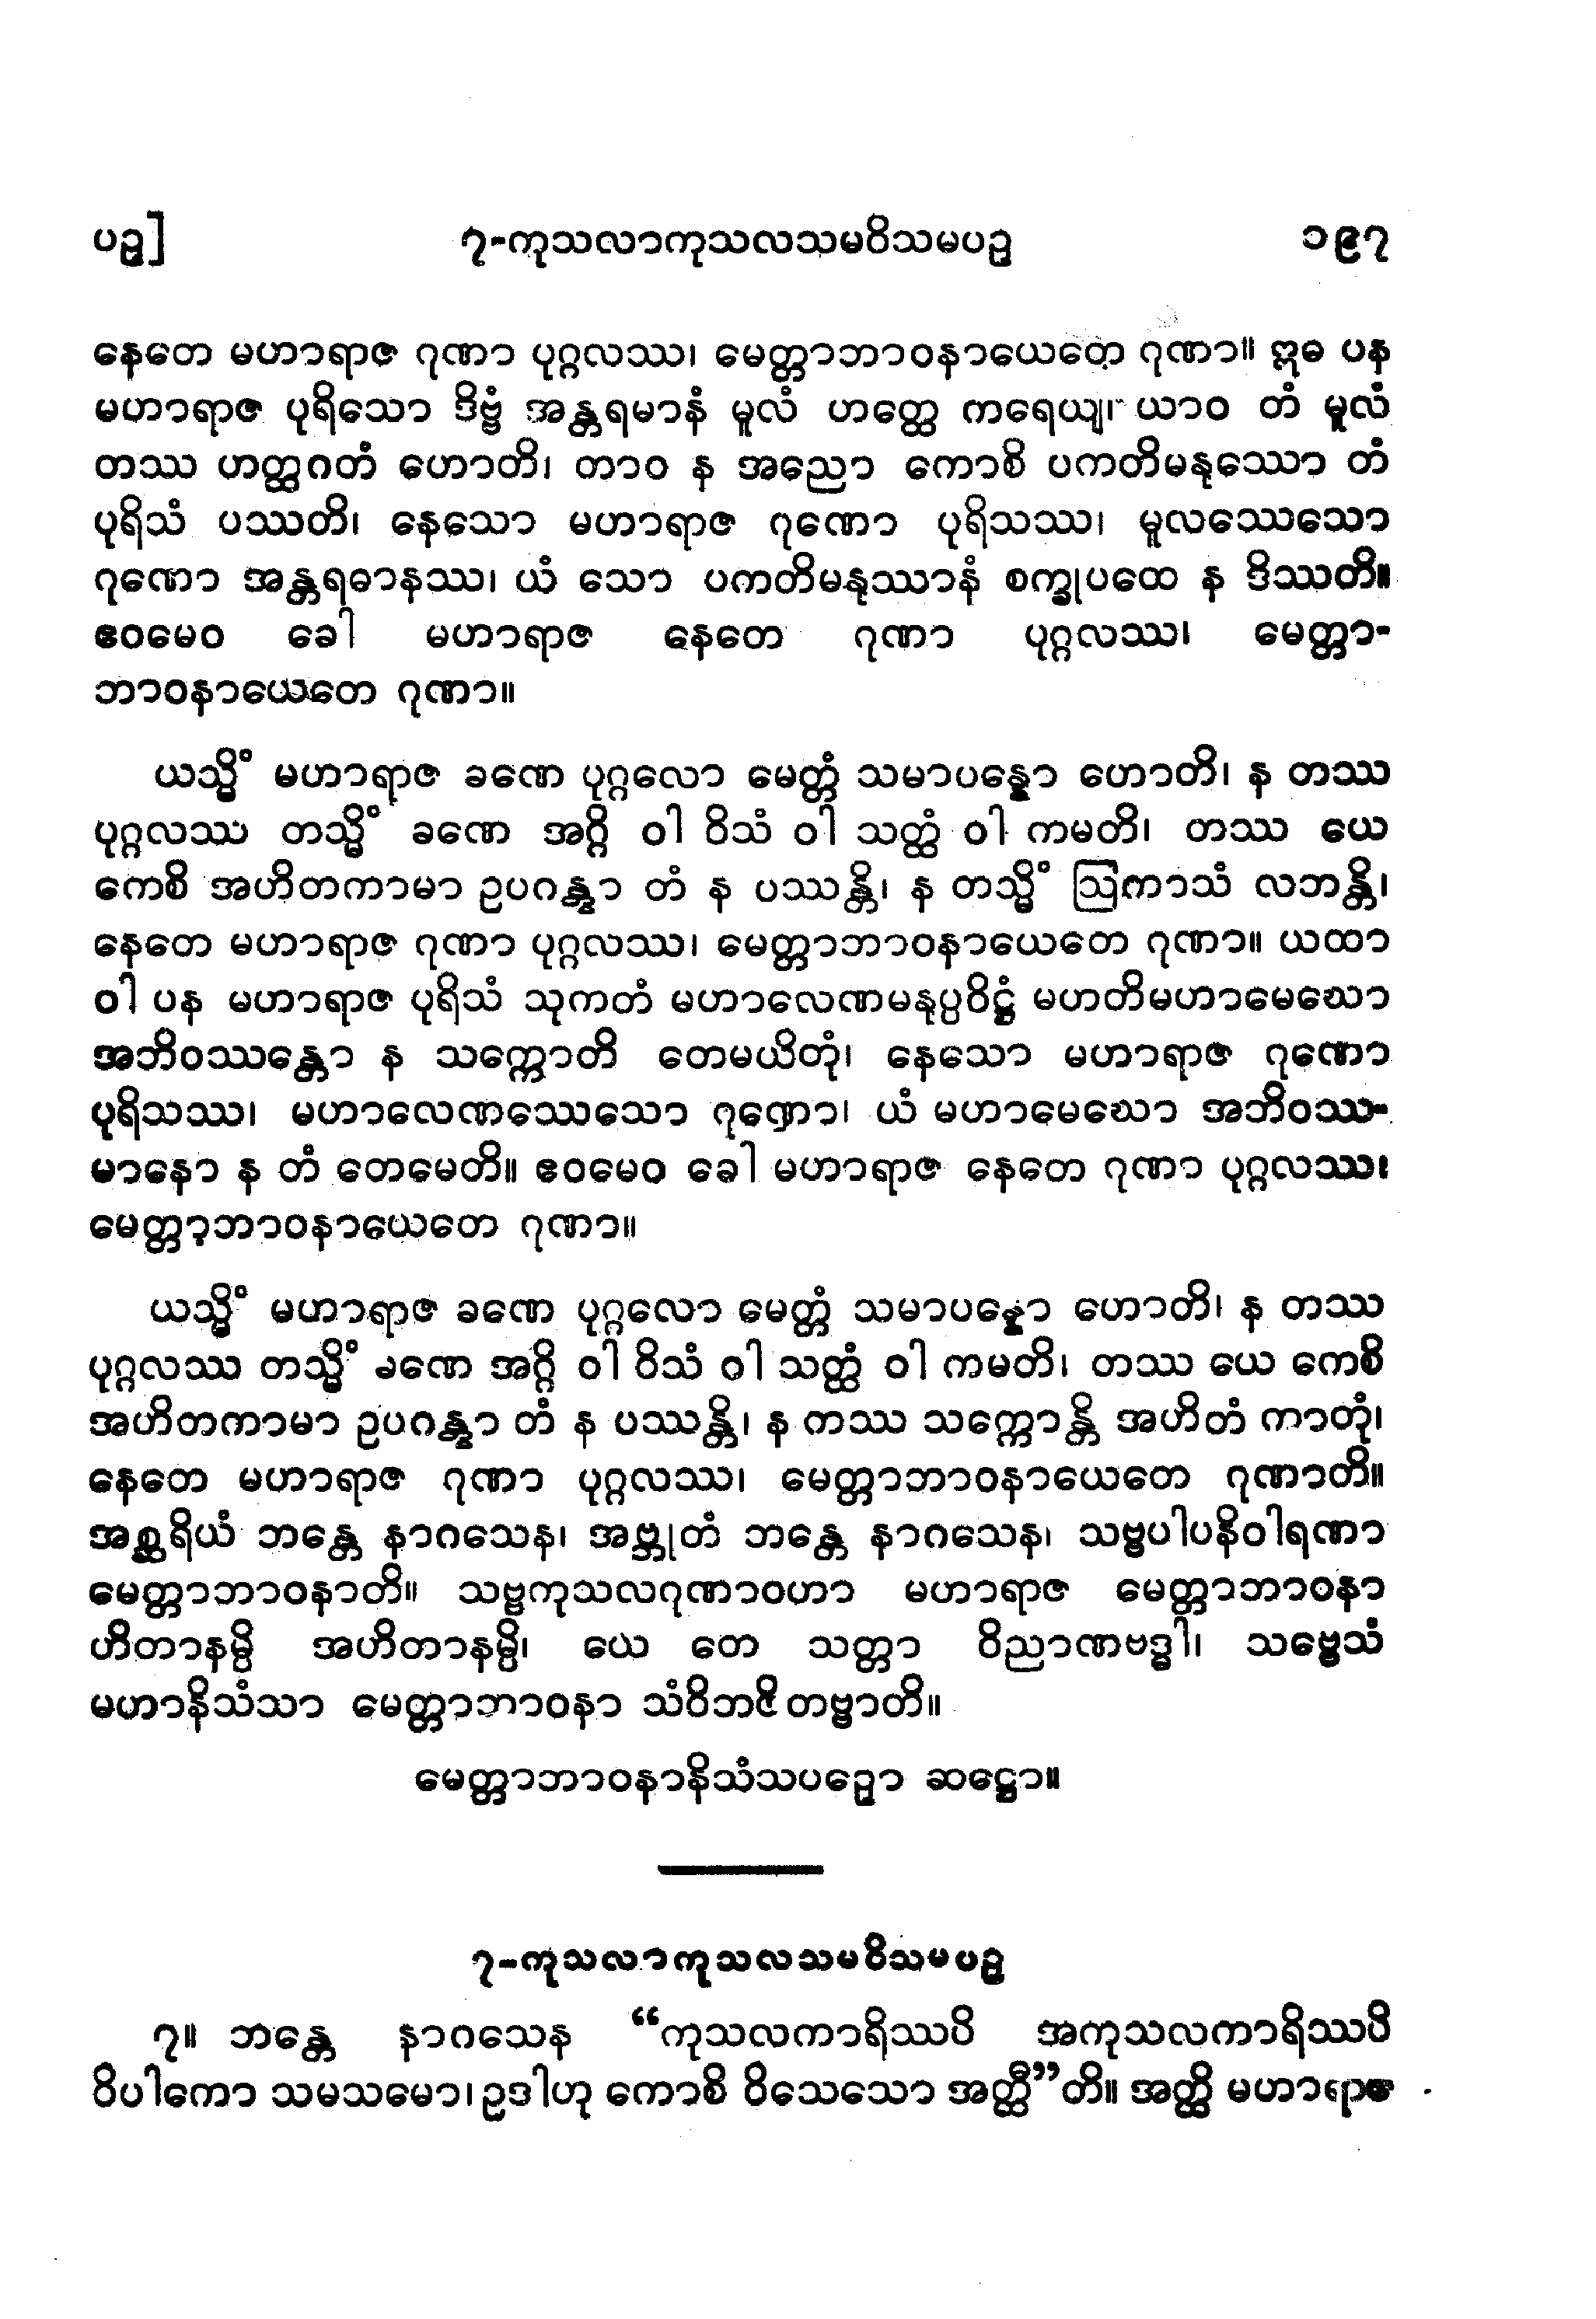 ပဥှ] ၇-ကုသလာကုသလသမဝိသမပဥှ ၁၉၇
နေတေ မဟာရာဇ ဂုဏာ ပုဂ္ဂလဿ၊ မေတ္တာဘာဝနာယေတေ ဂုဏာ။ ဣဓ ပန
မဟာရာဇ ပုရိသော ဒိဗ္ဗံ အန္တရမာနံ မူလံ ဟတ္ထေ ကရေယျ၊ ယာဝ တံ မူလံ
တဿ ဟတ္ထဂတံ ဟောတိ၊ တာဝ န အညော ကောစိ ပကတိမနုဿော တံ
ပုရိသံ ပဿတိ၊ နေသော မဟာရာဇ ဂုဏော ပုရိသဿ၊ မူလဿေသော
ဂုဏော အန္တရဓာနဿ၊ ယံ သော ပကတိမနုဿာနံ စက္ခုပထေ န ဒိဿတိ။
ဧဝမေဝ ခေါ မဟာရာဇ နေတေ ဂုဏာ ပုဂ္ဂလဿ၊ မေတ္တာ-
ဘာဝနာယေတေ ဂုဏာ။
ယသ္မိံ မဟာရာဇ ခဏေ ပုဂ္ဂလော မေတ္တံ သမာပန္နော ဟောတိ၊ န တဿ
ပုဂ္ဂလဿ တသ္မိံ ခဏေ အဂ္ဂိ ဝါ ဝိသံ ဝါ သတ္ထံ ဝါ ကမတိ၊ တဿ ယေ
ကေစိ အဟိတကာမာ ဥပဂန္တွာ တံ န ပဿန္တိ၊ န တသ္မိံ ဩကာသံ လဘန္တိ၊
နေတေ မဟာရာဇ ဂုဏာ ပုဂ္ဂလဿ၊ မေတ္တာဘာဝနာယေတေ ဂုဏာ။ ယထာ
ဝါ ပန မဟာရာဇ ပုရိသံ သုကတံ မဟာလေဏမနုပ္ပဝိဋ္ဌံ မဟတိမဟာမေဃော
အဘိဝဿန္တော န သက္ကောတိ တေမယိတုံ၊ နေသော မဟာရာဇ ဂုဏော
ပုရိသဿ၊ မဟာလေဏဿေသော ဂုဏော၊ ယံ မဟာမေဃော အဘိဝဿ-
မာနော န တံ တေမေတိ။ ဧဝမေဝ ခေါ မဟာရာဇ နေတေ ဂုဏာ ပုဂ္ဂလဿ၊
မေတ္တာဘာဝနာယေတေ ဂုဏာ။
ယသ္မိံ မဟာရာဇ ခဏေ ပုဂ္ဂလော မေတ္တံ သမာပန္နော ဟောတိ၊ န တဿ
ပုဂ္ဂလဿ တသ္မိံ ခဏေ အဂ္ဂိ ဝါ ဝိသံ ဝါ သတ္ထံ ဝါ ကမတိ၊ တဿ ယေ ကေစိ
အဟိတကာမာ ဥပဂန္တွာ တံ န ပဿန္တိ၊ န ကဿ သက္ကောန္တိ အဟိတံ ကာတုံ၊
နေတေ မဟာရာဇ ဂုဏာ ပုဂ္ဂလဿ၊ မေတ္တာဘာဝနာယေတေ ဂုဏာတိ။
အစ္ဆရိယံ ဘန္တေ နာဂသေန၊ အဗ္ဘုတံ ဘန္တေ နာဂသေန၊ သဗ္ဗပါပနိဝါရဏာ
မေတ္တာဘာဝနာတိ။ သဗ္ဗကုသလဂုဏာဝဟာ မဟာရာဇ မေတ္တာဘာဝနာ
ဟိတာနမ္ပိ အဟိတာနမ္ပိ၊ ယေ တေ သတ္တာ ဝိညာဏဗဒ္ဓါ၊ သဗ္ဗေသံ
မဟာနိသံသာ မေတ္တာဘာဝနာ သံဝိဘဇိတဗ္ဗာတိ။
မေတ္တာဘာဝနာနိသံသပဉှော ဆဋ္ဌော။
၇-ကုသလာကုသလသမဝိသမပဥှ
၇။ ဘန္တေ နာဂသေန “ကုသလကာရိဿပိ အကုသလကာရိဿပိ
ဝိပါကော သမသမော၊ ဥဒါဟု ကောစိ ဝိသေသော အတ္ထီ”တိ။ အတ္ထိ မဟာရာဇ